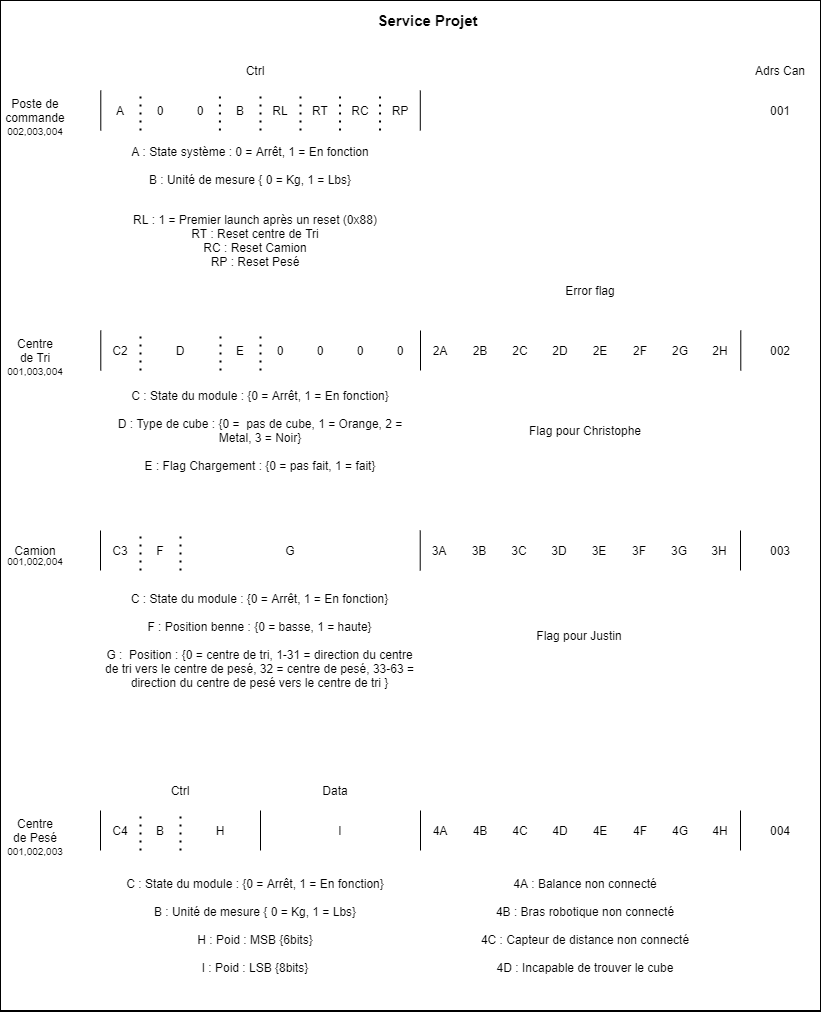 Service Projet
Ctrl
Adrs Can
Poste de
commande
002,003,004
A 0 0 B RL RT RC RP
001
A : State système : 0 = Arrêt, 1 = En fonction
B : Unité de mesure { 0 = Kg, 1 = Lbs}
RL : 1 = Premier launch après un reset (0x88)
RT : Reset centre de Tri
RC : Reset Camion
RP : Reset Pesé
Error flag
Centre
de Tri
001,003,004
C2 D E 0 0 0 0 2A 2B 2C 2D 2E 2F 2G 2H
002
C : State du module : {0 = Arrêt, 1 = En fonction}
D : Type de cube : {0 = pas de cube, 1 = Orange, 2 =
Metal, 3 = Noir}
E : Flag Chargement : {0 = pas fait, 1 = fait}
Flag pour Christophe
Camion
001,002,004
C3 F G 3A 3B 3C 3D 3E 3F 3G 3H
003
C : State du module : {0 = Arrêt, 1 = En fonction}
F : Position benne : {0 = basse, 1 = haute}
G : Position : {0 = centre de tri, 1-31 = direction du centre
de tri vers le centre de pesé, 32 = centre de pesé, 33-63 =
direction du centre de pesé vers le centre de tri }
Flag pour Justin
Ctrl
Data
Centre
de Pesé
001,002,003
C4 B H I 4A 4B 4C 4D 4E 4F 4G 4H
004
C : State du module : {0 = Arrêt, 1 = En fonction}
B : Unité de mesure { 0 = Kg, 1 = Lbs}
H : Poid : MSB {6bits}
I : Poid : LSB {8bits}
4A : Balance non connecté
4B : Bras robotique non connecté
4C : Capteur de distance non connecté
4D : Incapable de trouver le cube